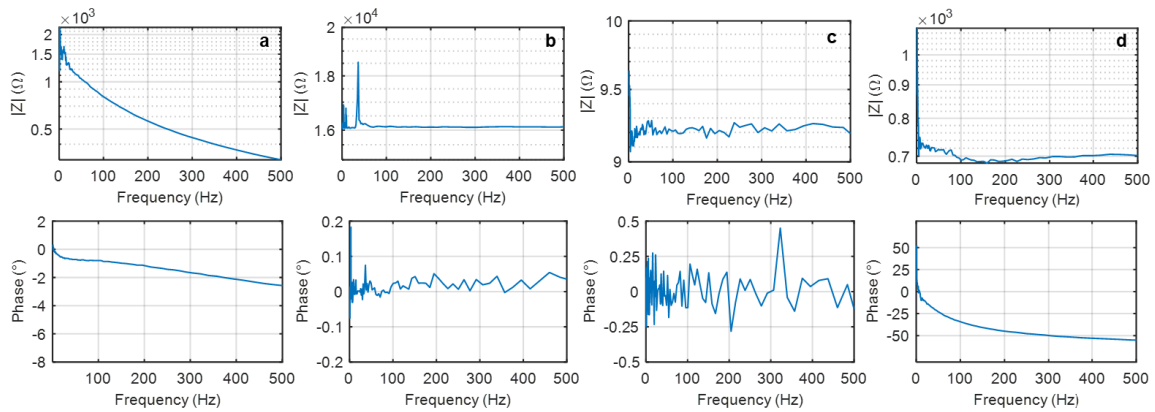 × 10³
a
2
1.5
1
0.5
|Z| (Ω)
0 100 200 300 400 500
Frequency (Hz)
× 10⁴
b
2
1.8
1.6
|Z| (Ω)
0 100 200 300 400 500
Frequency (Hz)
c
10
9.5
9
|Z| (Ω)
0 100 200 300 400 500
Frequency (Hz)
× 10³
d
1
0.9
0.8
0.7
|Z| (Ω)
0 100 200 300 400 500
Frequency (Hz)
2
0
-2
-4
-6
-8
Phase (°)
100 200 300 400 500
Frequency (Hz)
0.2
0.1
0
-0.1
-0.2
Phase (°)
0 100 200 300 400 500
Frequency (Hz)
0.5
0.25
0
-0.25
0.5
Phase (°)
0 100 200 300 400 500
Frequency (Hz)
50
25
0
-25
-50
Phase (°)
0 100 200 300 400 500
Frequency (Hz)